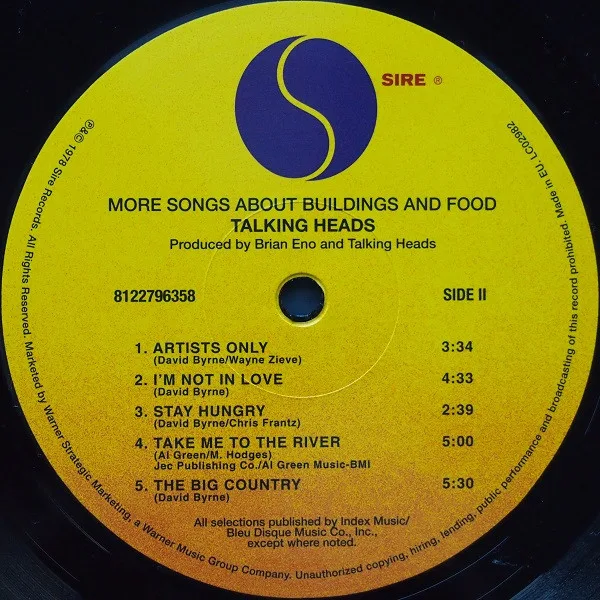 SIRE ®
MORE SONGS ABOUT BUILDINGS AND FOOD
TALKING HEADS
Produced by Brian Eno and Talking Heads
8122796358
SIDE II
1. ARTISTS ONLY 3:34
(David Byrne/Wayne Zieve)
2. I'M NOT IN LOVE 4:33
(David Byrne)
3. STAY HUNGRY 2:39
(David Byrne/Chris Frantz)
4. TAKE ME TO THE RIVER 5:00
(Al Green/M. Hodges)
Jec Publishing Co./Al Green Music-BMI
5. THE BIG COUNTRY 5:30
(David Byrne)
All selections published by Index Music/
Bleu Disque Music Co., Inc.,
except where noted.
℗&© 1978 Sire Records. All Rights Reserved. Marketed by Warner Strategic Marketing, a Warner Music Group Company. Unauthorized copying, hiring, lending, public performance and broadcasting of this record prohibited. Made in EU. LC02982